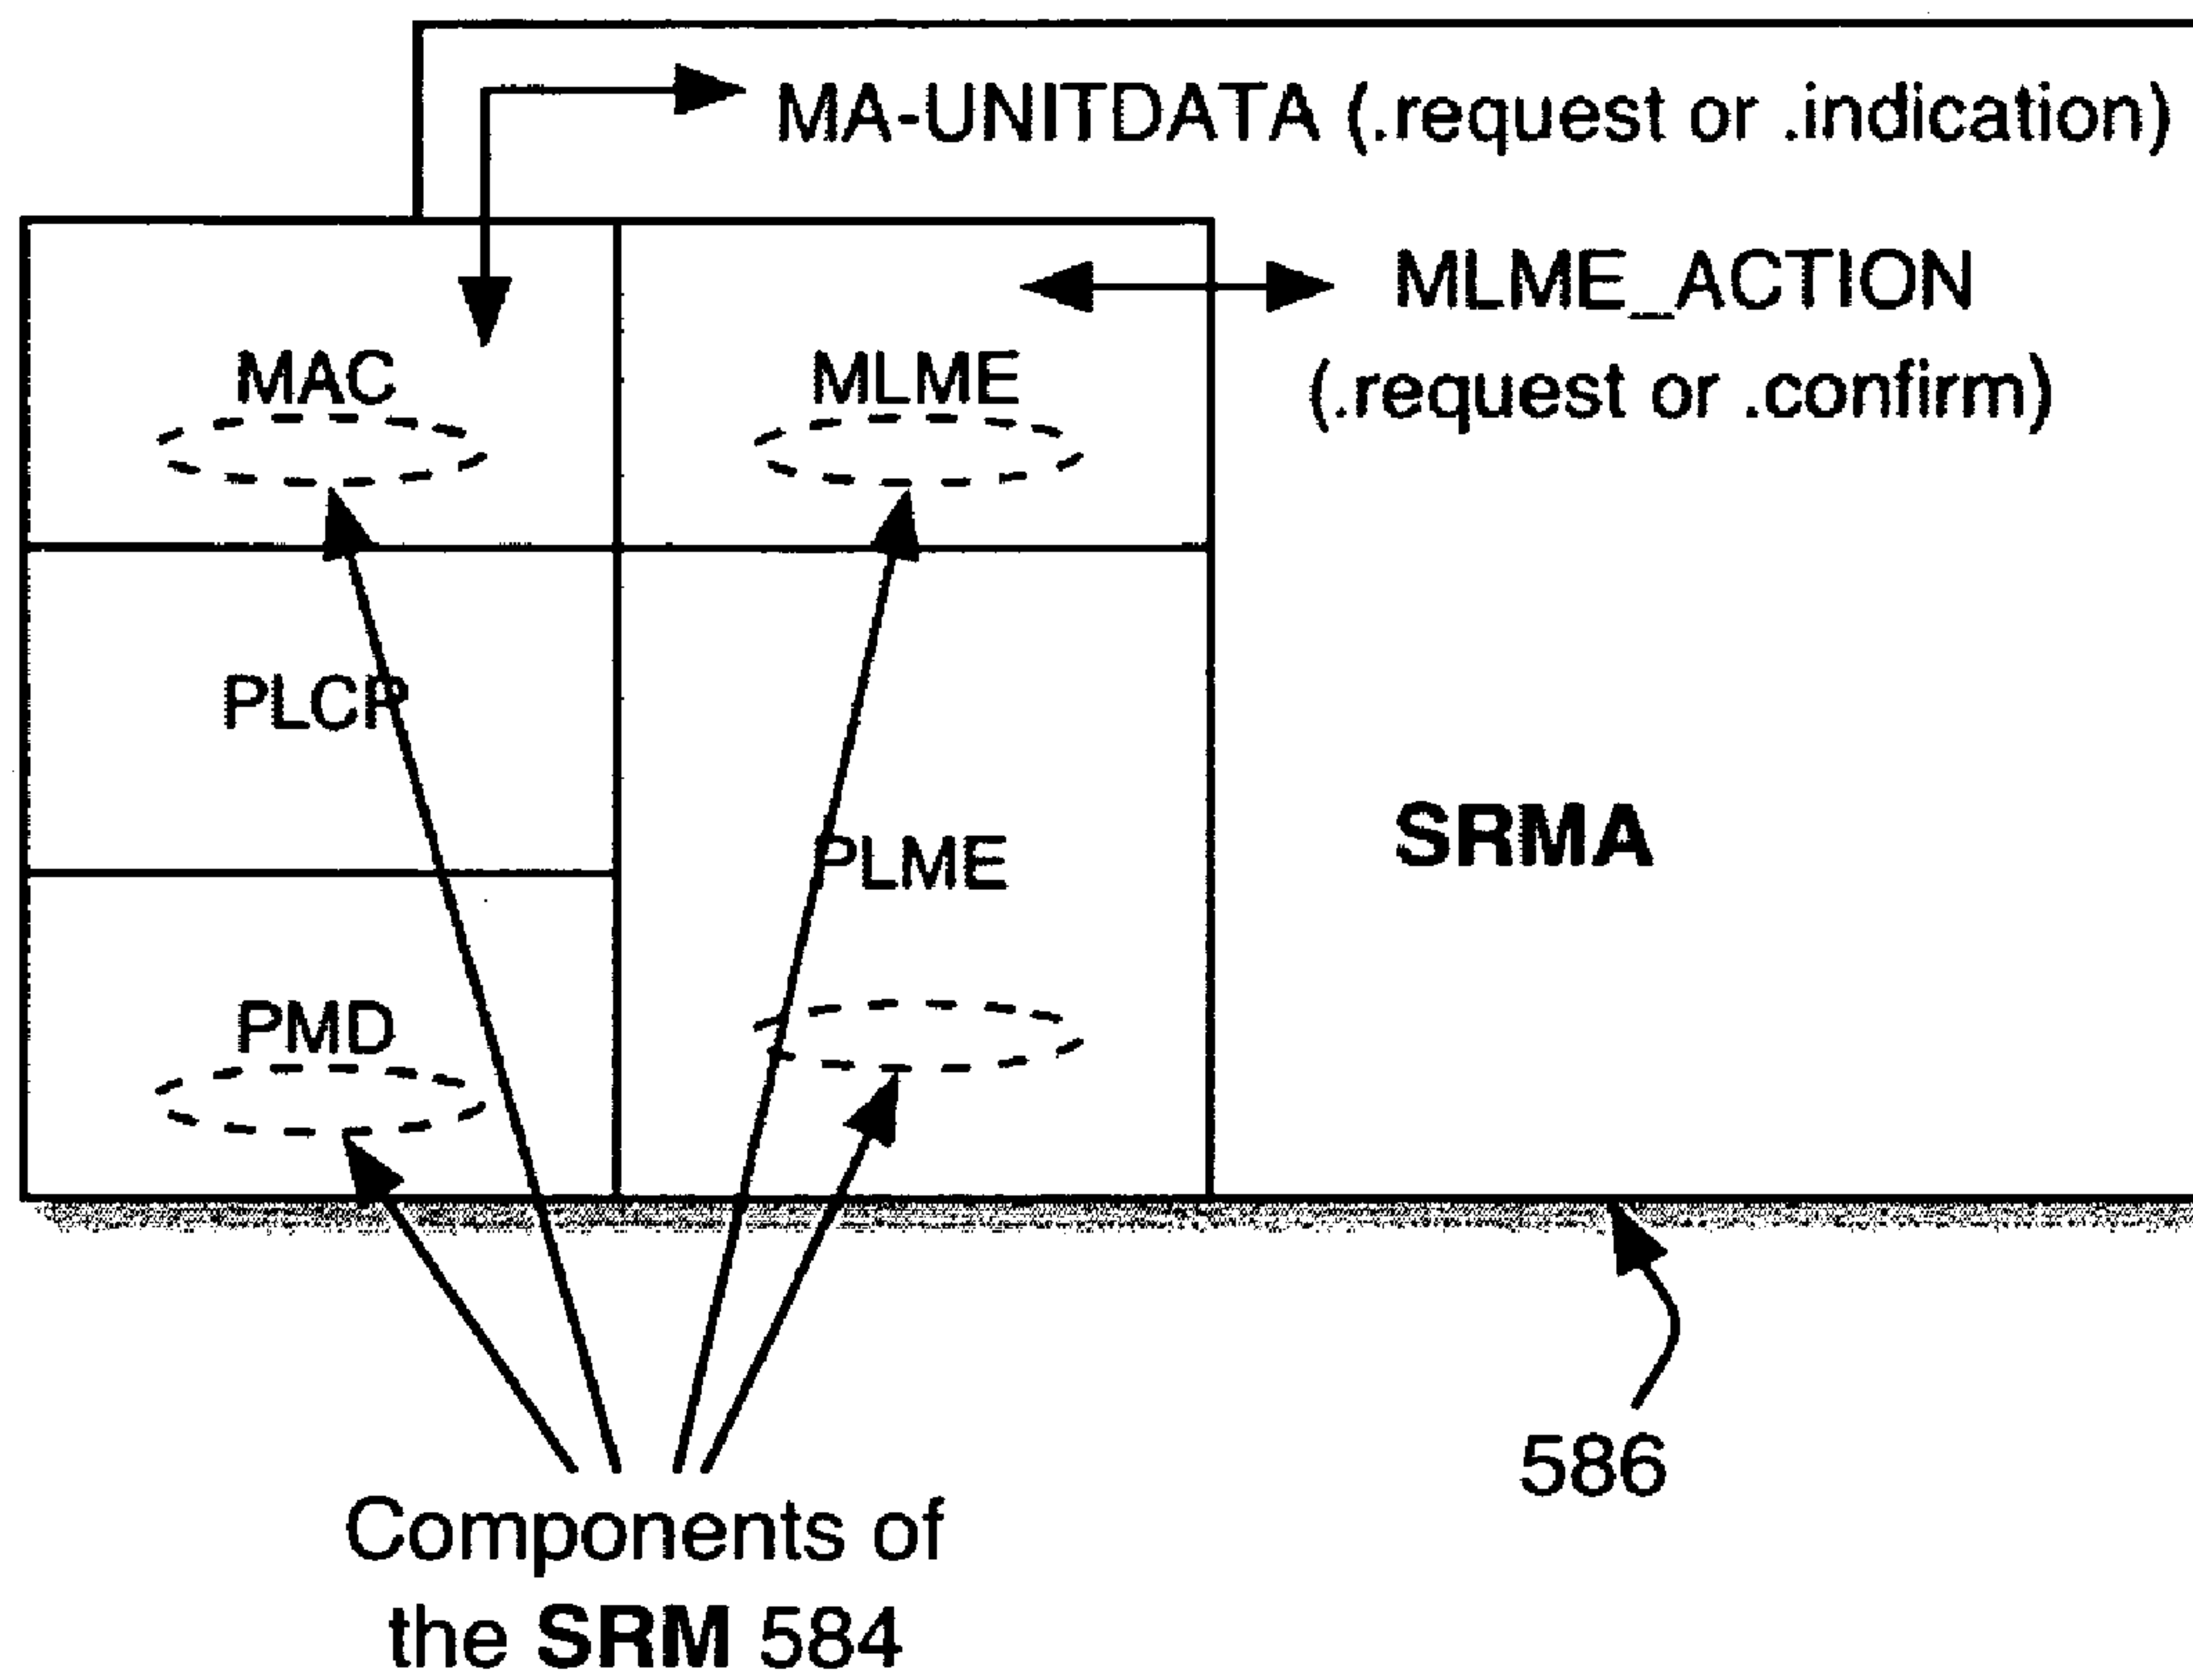 MA-UNITDATA (.request or .indication)
MLME_ACTION
(.request or .confirm)
MAC
MLME
PLCP
PLME
SRMA
PMD
586
Components of
the SRM 584